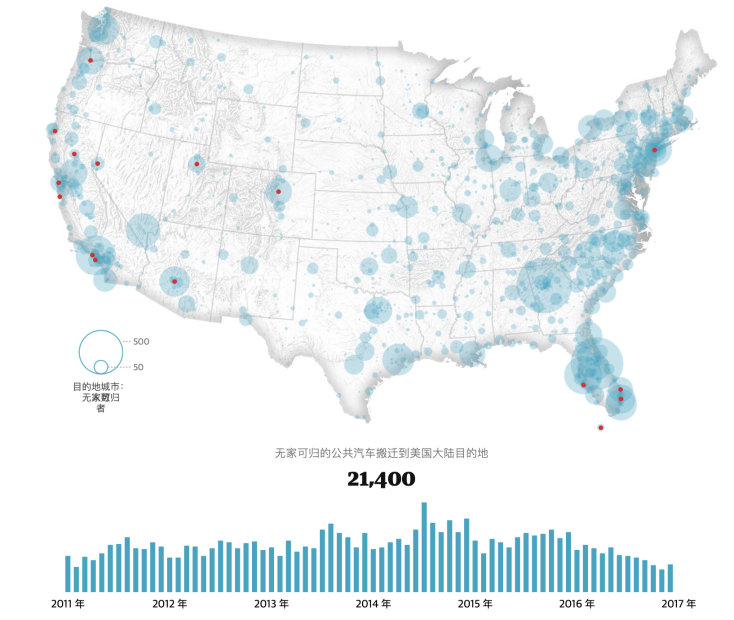 500
50
目的地城市：
无家可归
者
无家可归的公共汽车搬迁到美国大陆目的地
21,400
2011 年 2012 年 2013 年 2014 年 2015 年 2016 年 2017 年